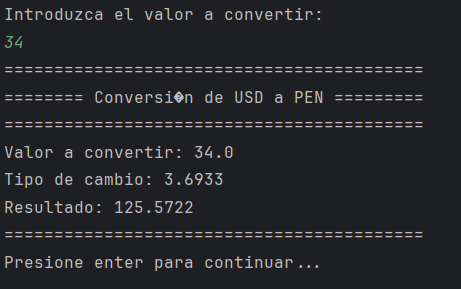 Introduzca el valor a convertir:
34
==========================================
======== Conversi�n de USD a PEN =========
==========================================
Valor a convertir: 34.0
Tipo de cambio: 3.6933
Resultado: 125.5722
==========================================
Presione enter para continuar...